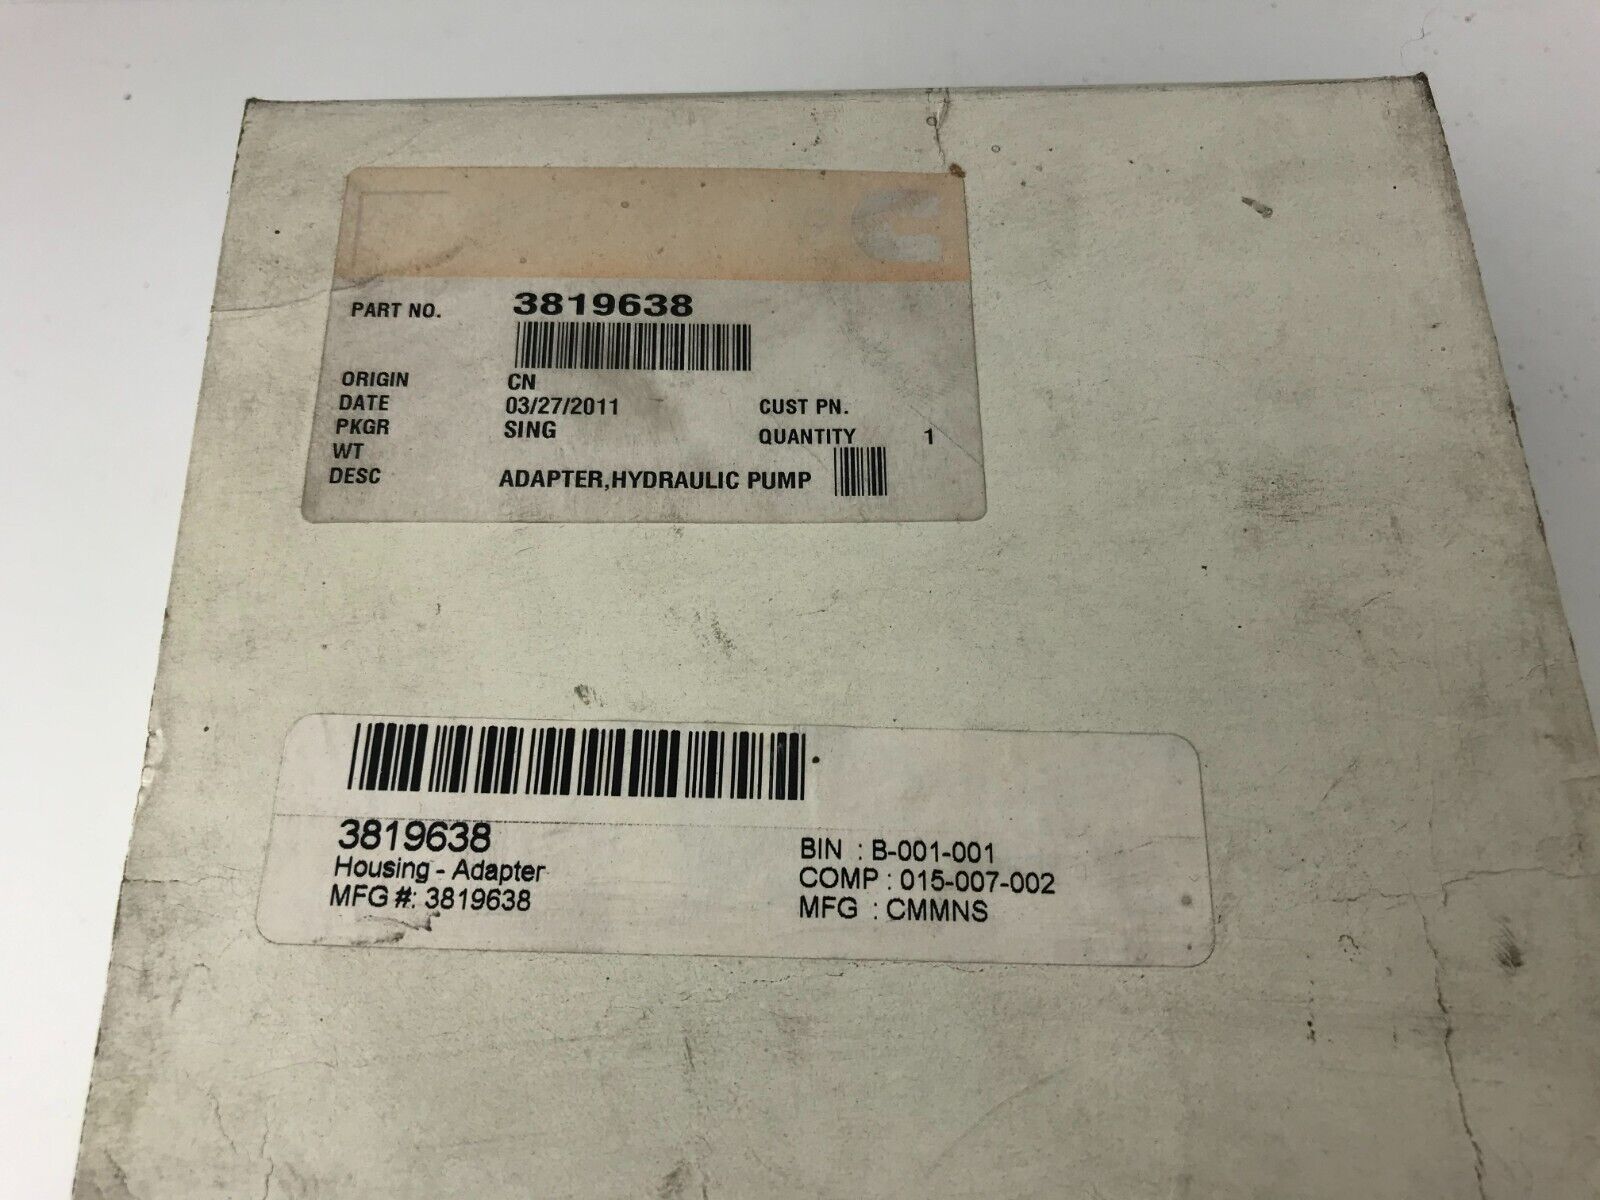 PART NO. 3819638
ORIGIN CN
DATE 03/27/2011 CUST PN.
PKGR SING QUANTITY 1
WT
DESC ADAPTER,HYDRAULIC PUMP
3819638
Housing - Adapter
MFG #: 3819638
BIN : B-001-001
COMP : 015-007-002
MFG : CMMNS